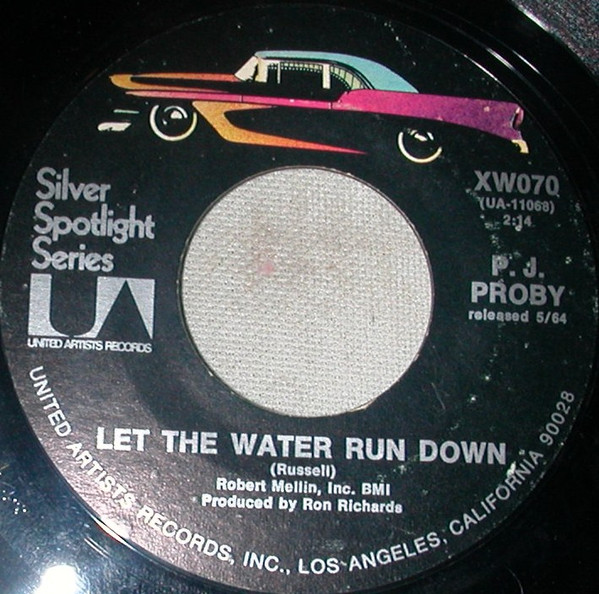 Silver
Spotlight
Series
UA
UNITED ARTISTS RECORDS
XW070
(UA-11068)
2:14
P. J.
PROBY
released 5/64
LET THE WATER RUN DOWN
(Russell)
Robert Mellin, Inc. BMI
Produced by Ron Richards
UNITED ARTISTS RECORDS, INC., LOS ANGELES, CALIFORNIA 90028